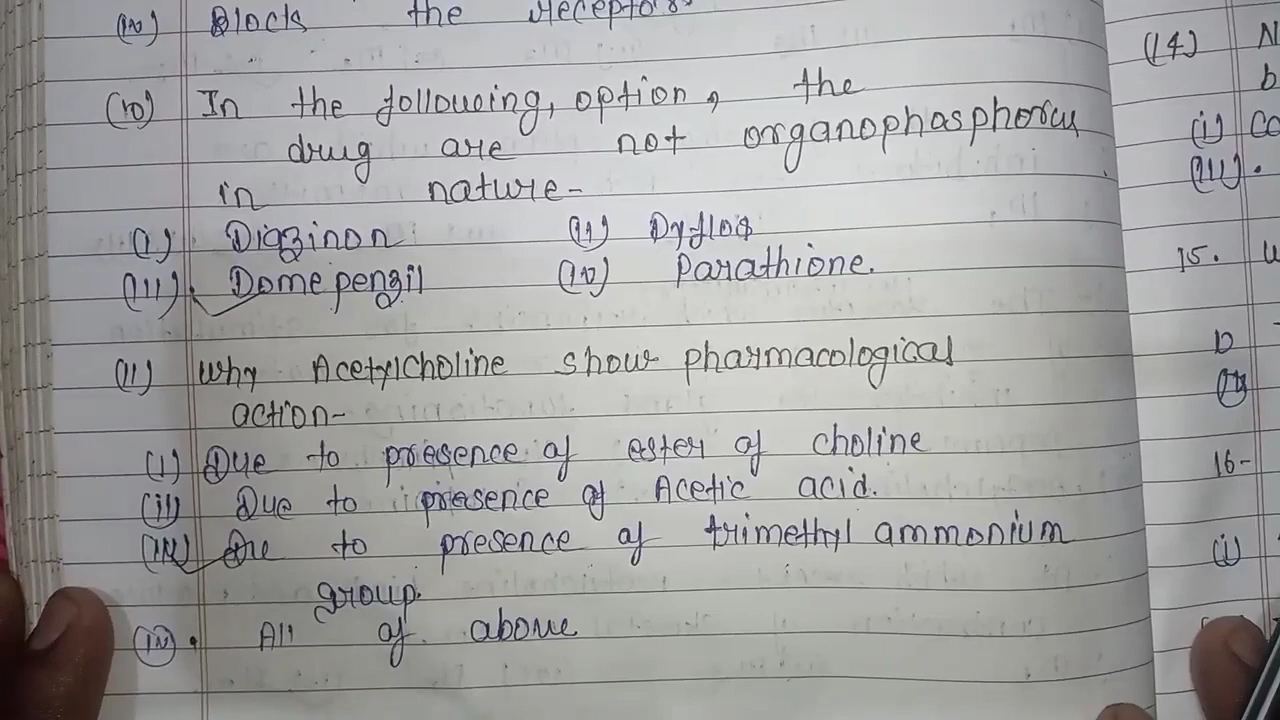 (iv) Block the receptors
(10) In the following, option, the
drug are not organophasphorus
in nature-
(i) Diazinon (ii) Dyflos
(iii) Domepenzil (iv) Parathione.
(11) Why Acetylcholine show pharmacological
action-
(i) Due to presence of ester of choline
(ii) Due to presence of Acetic acid.
(iii) Due to presence of trimethyl ammonium
group.
(iv) All of above
(14) N
b
(i) Co
(iii).
15. U
16-
(i)